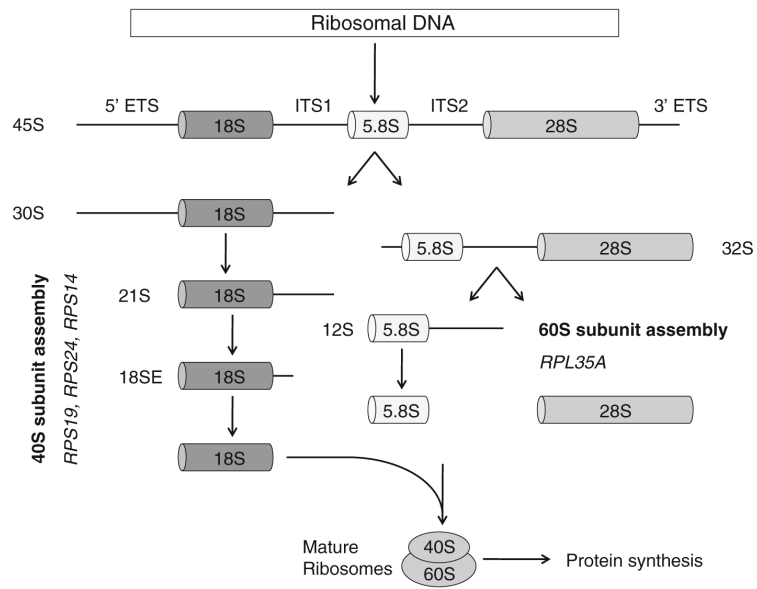 Ribosomal DNA
5’ ETS
ITS1
ITS2
3’ ETS
45S
18S
5.8S
28S
30S
18S
5.8S
28S
32S
40S subunit assembly
RPS19, RPS24, RPS14
21S
18S
12S
5.8S
60S subunit assembly
RPL35A
18SE
18S
5.8S
28S
18S
Mature
Ribosomes
40S
60S
Protein synthesis